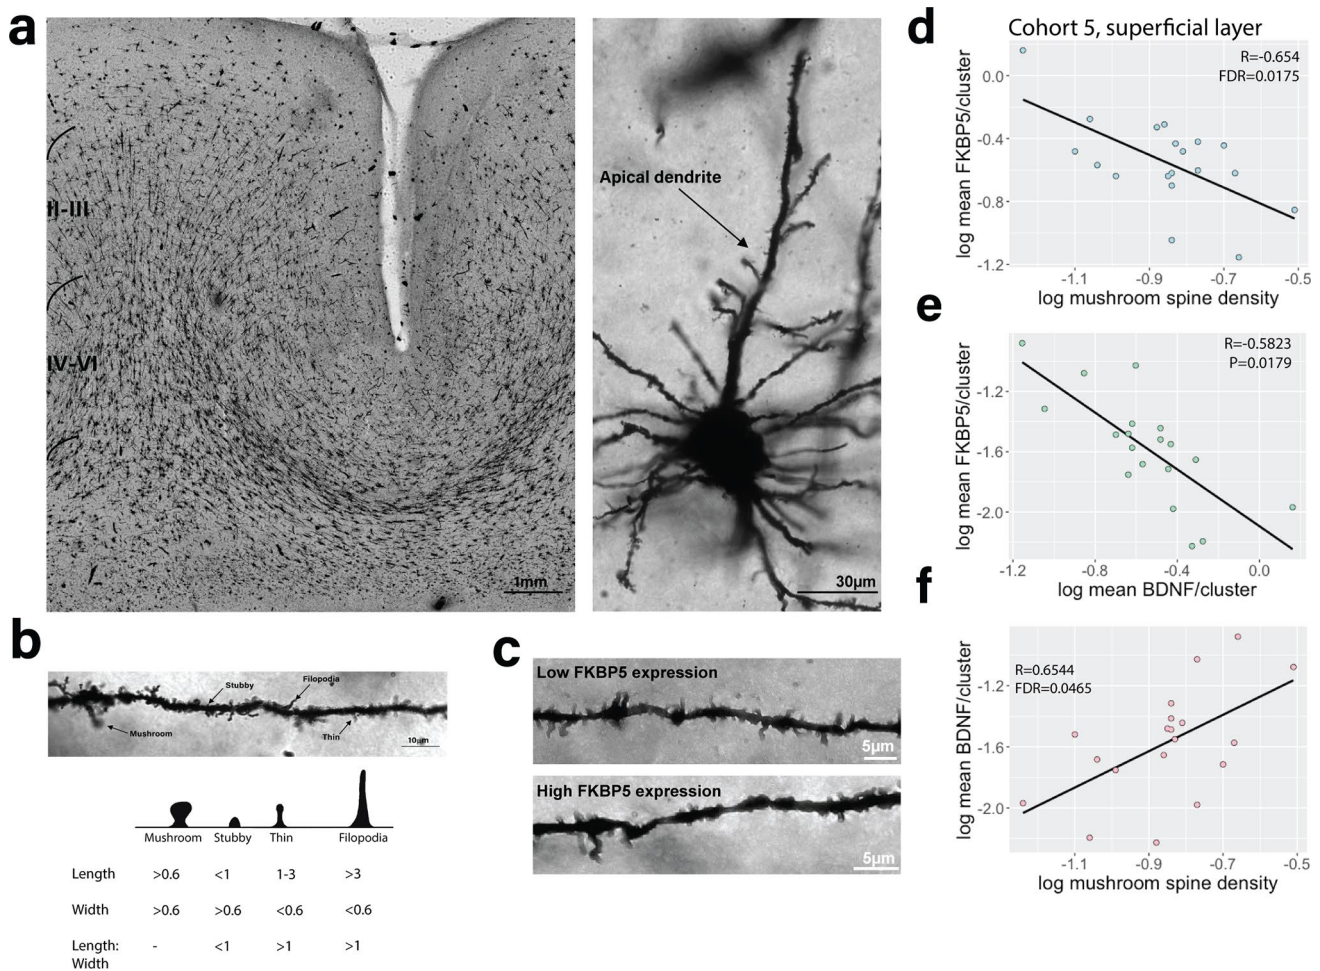 a
II-III
IV-VI
1mm
Apical dendrite
30µm
b
Stubby
Filopodia
Mushroom
Thin
10µm
Mushroom Stubby Thin Filopodia
Length >0.6 <1 1-3 >3
Width >0.6 >0.6 <0.6 <0.6
Length: - <1 >1 >1
Width
c
Low FKBP5 expression
5µm
High FKBP5 expression
5µm
d
Cohort 5, superficial layer
R=-0.654
FDR=0.0175
log mean FKBP5/cluster
0.0
-0.4
-0.8
-1.2
-1.1 -0.9 -0.7 -0.5
log mushroom spine density
e
R=-0.5823
P=0.0179
log mean FKBP5/cluster
-1.2
-1.6
-2.0
-1.2 -0.8 -0.4 0.0
log mean BDNF/cluster
f
R=0.6544
FDR=0.0465
log mean BDNF/cluster
-1.2
-1.6
-2.0
-1.1 -0.9 -0.7 -0.5
log mushroom spine density